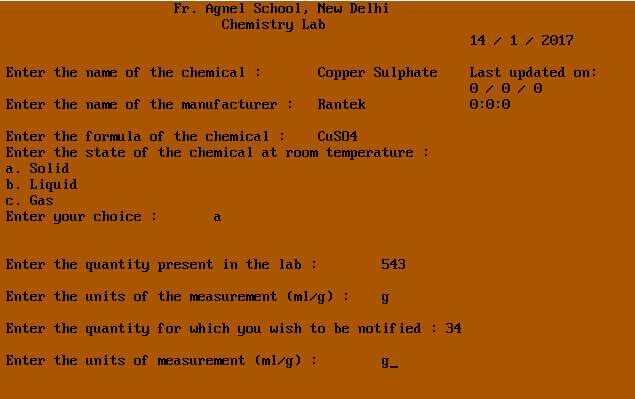 Fr. Agnel School, New Delhi
Chemistry Lab
14 / 1 / 2017
Enter the name of the chemical : Copper Sulphate Last updated on:
0 / 0 / 0
Enter the name of the manufacturer : Rantek 0:0:0
Enter the formula of the chemical : CuSO4
Enter the state of the chemical at room temperature :
a. Solid
b. Liquid
c. Gas
Enter your choice : a
Enter the quantity present in the lab : 543
Enter the units of the measurement (ml/g) : g
Enter the quantity for which you wish to be notified : 34
Enter the units of measurement (ml/g) : g_